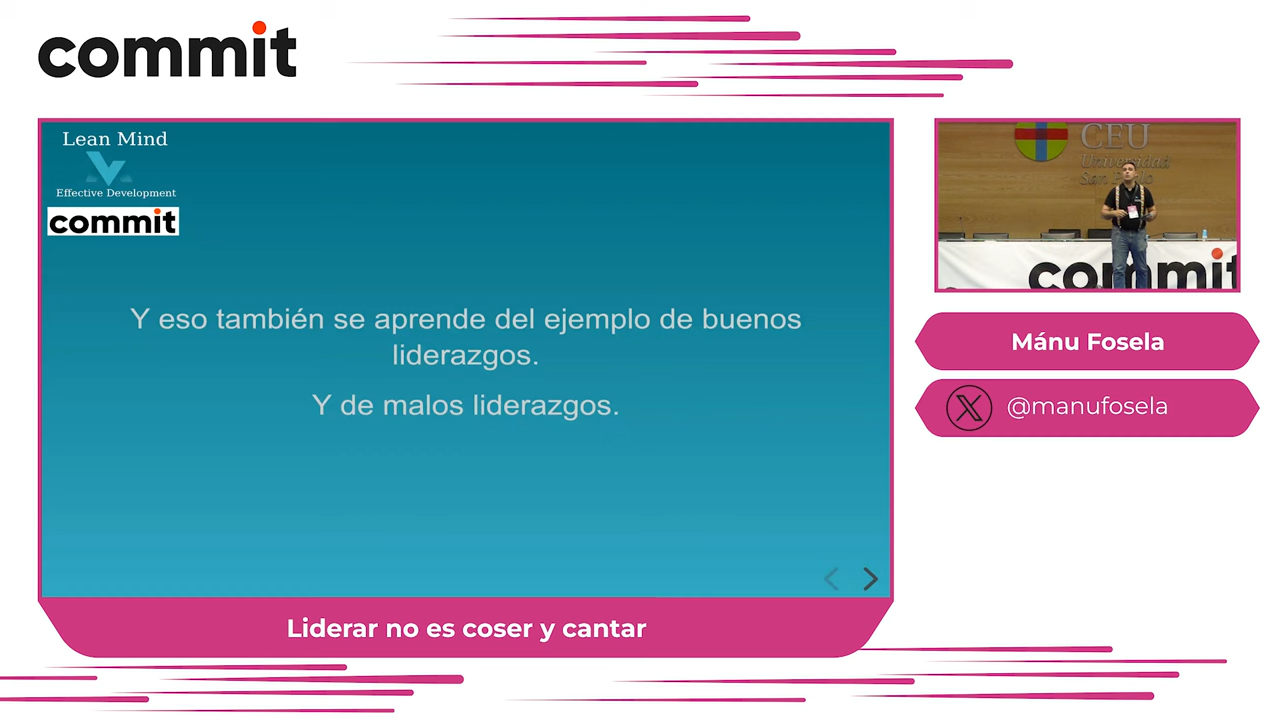 commit
Lean Mind
Effective Development
commit
Y eso también se aprende del ejemplo de buenos
liderazgos.
Y de malos liderazgos.
Liderar no es coser y cantar
CEU
Universidad
San Pablo
commit
Mánu Fosela
@manufosela